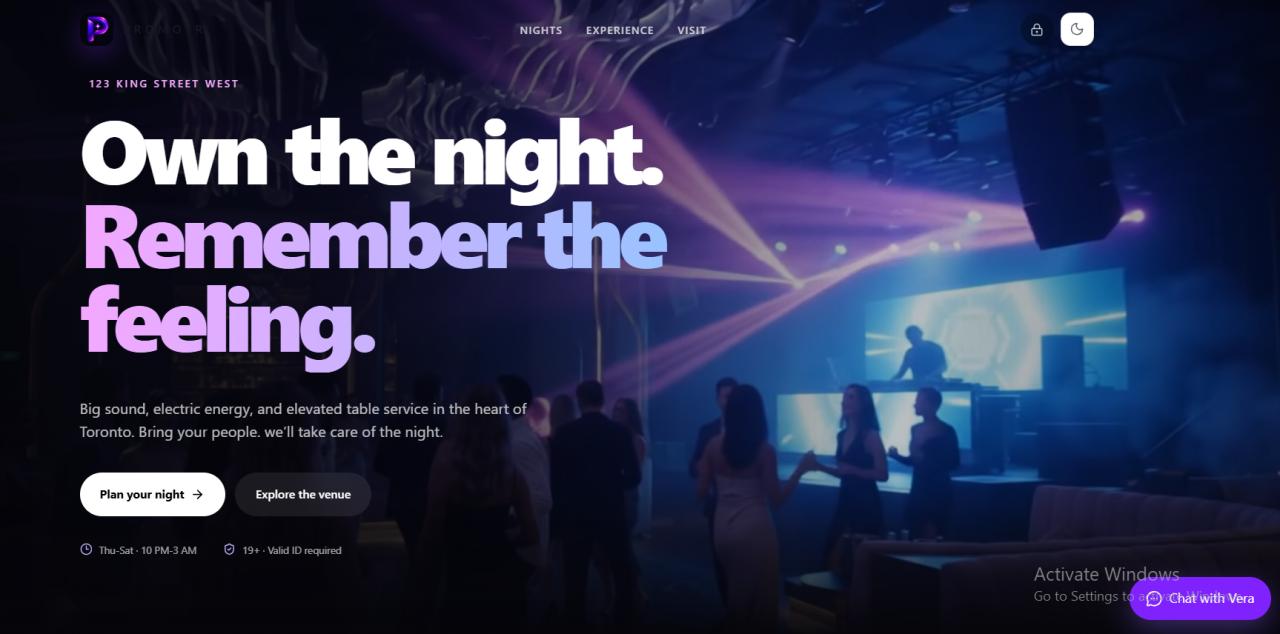 NIGHTS EXPERIENCE VISIT
123 KING STREET WEST
Own the night.
Remember the
feeling.
Big sound, electric energy, and elevated table service in the heart of
Toronto. Bring your people. we’ll take care of the night.
Plan your night → Explore the venue
Thu-Sat · 10 PM-3 AM 19+ · Valid ID required
Activate Windows
Go to Settings to
Chat with Vera